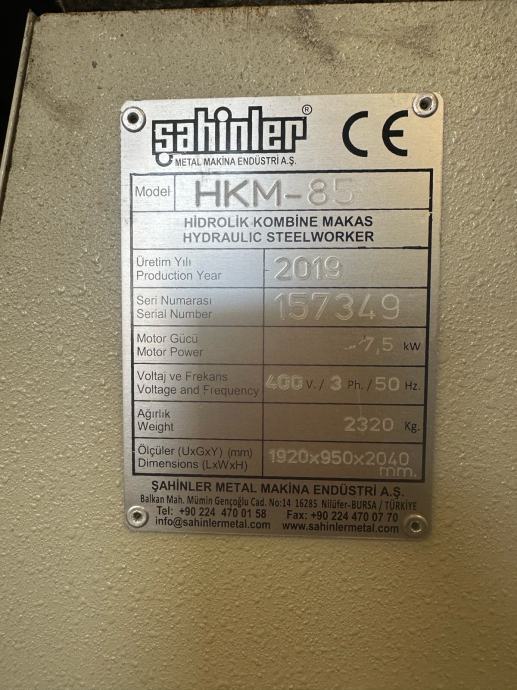 şahinler ®
METAL MAKİNA ENDÜSTRİ A.Ş.
CE
Model HKM-85
HİDROLİK KOMBİNE MAKAS
HYDRAULIC STEELWORKER
Üretim Yılı
Production Year 2019
Seri Numarası
Serial Number 157349
Motor Gücü
Motor Power 7,5 kW
Voltaj ve Frekans
Voltage and Frequency 400 V. / 3 Ph. / 50 Hz.
Ağırlık
Weight 2320 Kg.
Ölçüler (UxGxY) (mm)
Dimensions (LxWxH) 1920x950x2040 mm.
ŞAHİNLER METAL MAKİNA ENDÜSTRİ A.Ş.
Balkan Mah. Mümin Gençoğlu Cad. No:14 16285 Nilüfer-BURSA / TÜRKİYE
Tel: +90 224 470 01 58 Fax: +90 224 470 07 70
info@sahinlermetal.com www.sahinlermetal.com